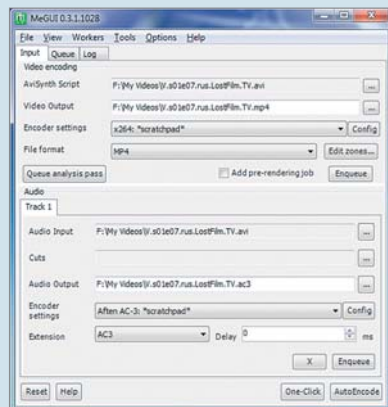 MeGUI 0.3.1.1028
File View Workers Tools Options Help
Input Queue Log
Video encoding
AviSynth Script F:\My Videos\V.s01e07.rus.LostFilm.TV.avi ...
Video Output F:\My Videos\V.s01e07.rus.LostFilm.TV.mp4 ...
Encoder settings x264: *scratchpad* Config
File format MP4 Edit zones...
Queue analysis pass Add pre-rendering job Enqueue
Audio
Track 1
Audio Input F:\My Videos\V.s01e07.rus.LostFilm.TV.avi ...
Cuts ...
Audio Output F:\My Videos\V.s01e07.rus.LostFilm.TV.ac3 ...
Encoder settings Aften AC-3: *scratchpad* Config
Extension AC3 Delay 0 ms
X Enqueue
Reset Help One-Click AutoEncode